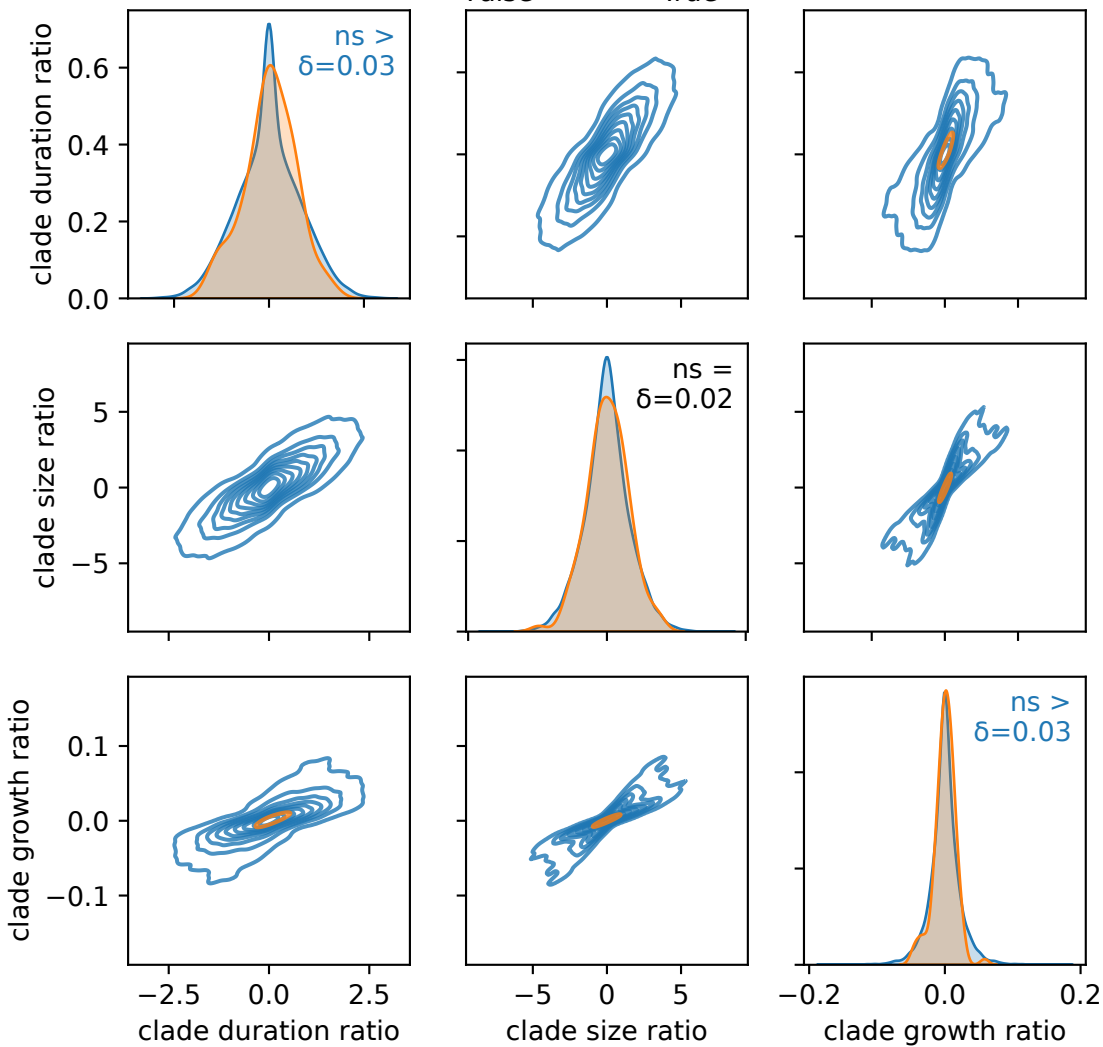 clade duration ratio
0.6
0.4
0.2
0.0
ns >
δ=0.03
clade size ratio
5
0
−5
ns =
δ=0.02
clade growth ratio
0.1
0.0
−0.1
ns >
δ=0.03
−2.5 0.0 2.5
−5 0 5
−0.2 0.0 0.2
clade duration ratio
clade size ratio
clade growth ratio